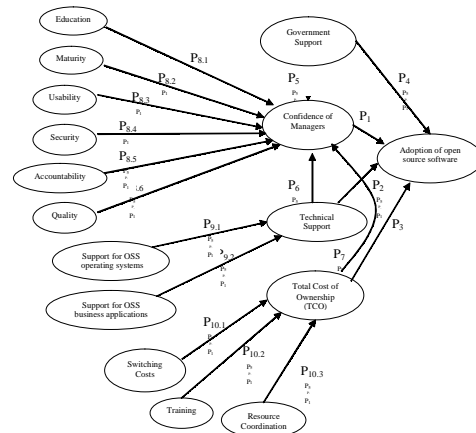 Education
P8.1
Government
Support
Maturity
P8.2
P5
P4
Usability
P8.3
Confidence of
Managers
P1
Security
P8.4
Adoption of open
source software
Accountability
P8.5
P6
P2
Quality
Technical
Support
P9.1
P3
Support for OSS
operating systems
P9.2
P7
Total Cost of
Ownership
(TCO)
Support for OSS
business applications
P10.1
Switching
Costs
P10.2
P10.3
Training
Resource
Coordination